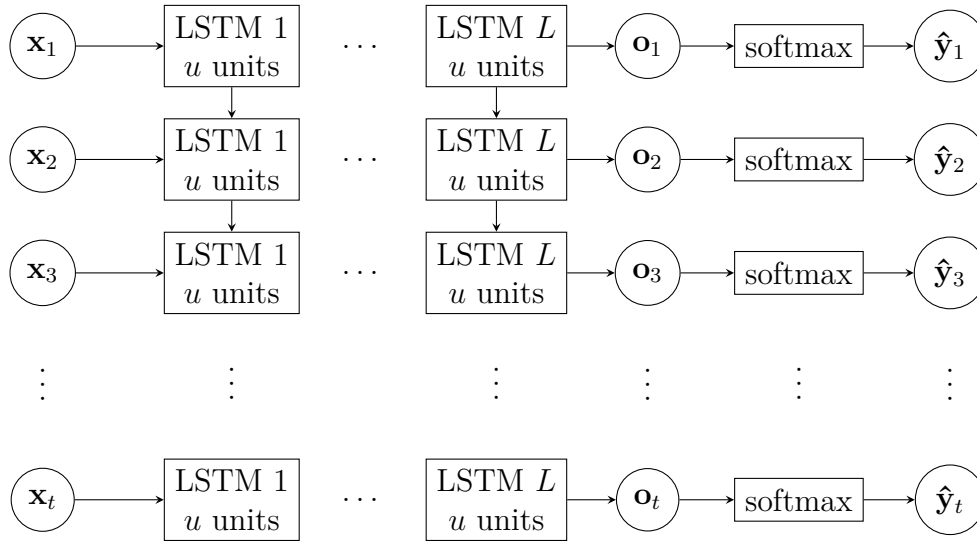 x₁ LSTM 1 u units ... LSTM L u units o₁ softmax ŷ₁
x₂ LSTM 1 u units ... LSTM L u units o₂ softmax ŷ₂
x₃ LSTM 1 u units ... LSTM L u units o₃ softmax ŷ₃
⋮ ⋮ ⋮ ⋮ ⋮ ⋮
xₜ LSTM 1 u units ... LSTM L u units oₜ softmax ŷₜ